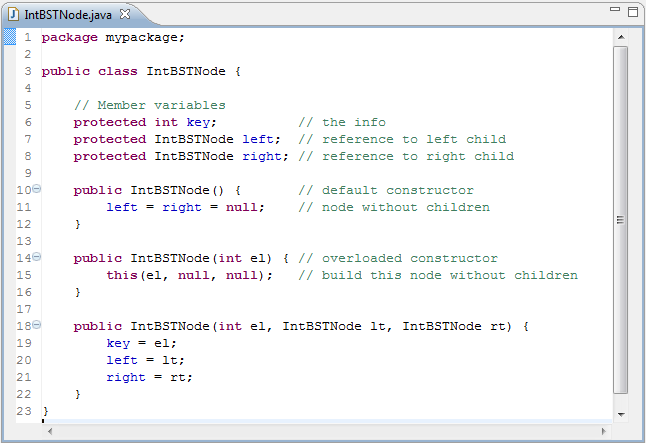 IntBSTNode.java
1 package mypackage;
2
3 public class IntBSTNode {
4
5     // Member variables
6     protected int key;          // the info
7     protected IntBSTNode left;  // reference to left child
8     protected IntBSTNode right; // reference to right child
9
10     public IntBSTNode() {       // default constructor
11         left = right = null;    // node without children
12     }
13
14     public IntBSTNode(int el) { // overloaded constructor
15         this(el, null, null);   // build this node without children
16     }
17
18     public IntBSTNode(int el, IntBSTNode lt, IntBSTNode rt) {
19         key = el;
20         left = lt;
21         right = rt;
22     }
23 }